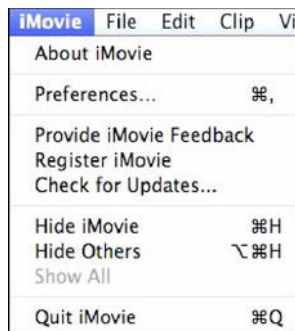 iMovie File Edit Clip Vi
About iMovie
Preferences... ⌘,
Provide iMovie Feedback
Register iMovie
Check for Updates...
Hide iMovie ⌘H
Hide Others ⌥⌘H
Show All
Quit iMovie ⌘Q